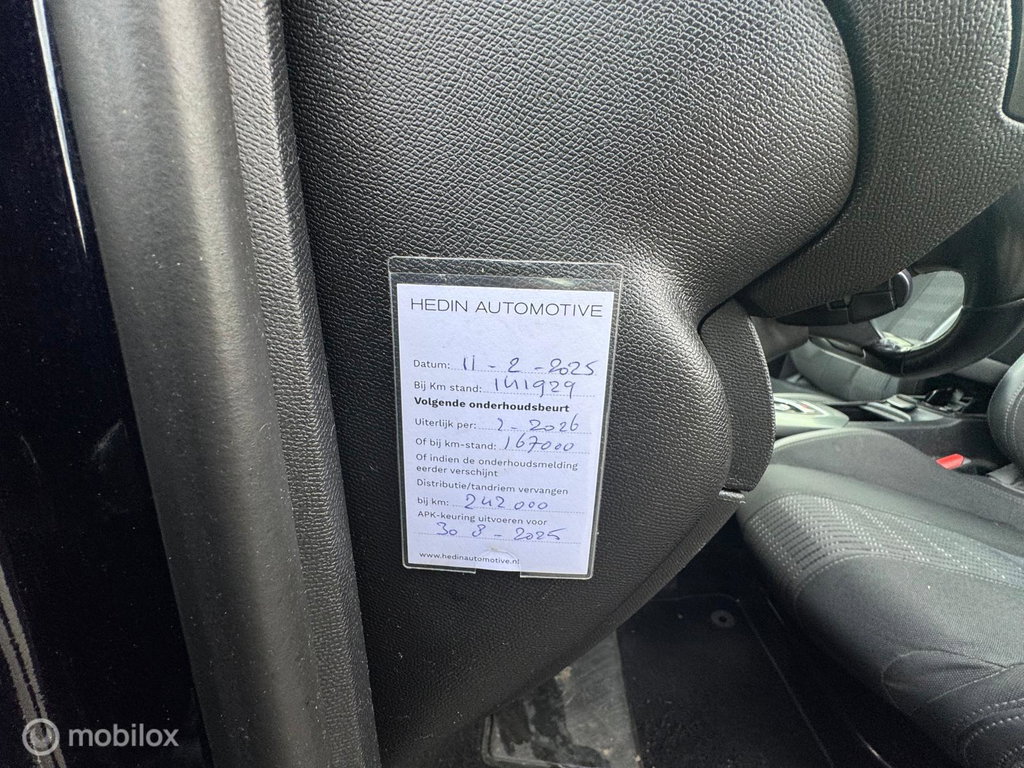 HEDIN AUTOMOTIVE
Datum: 11 - 2 - 2025
Bij Km stand: 141929
Volgende onderhoudsbeurt
Uiterlijk per: 2 - 2026
Of bij km-stand: 167000
Of indien de onderhoudsmelding
eerder verschijnt
Distributie/tandriem vervangen
bij km: 242.000
APK-keuring uitvoeren voor
30 8 - 2025
www.hedinautomotive.nl
mobilox